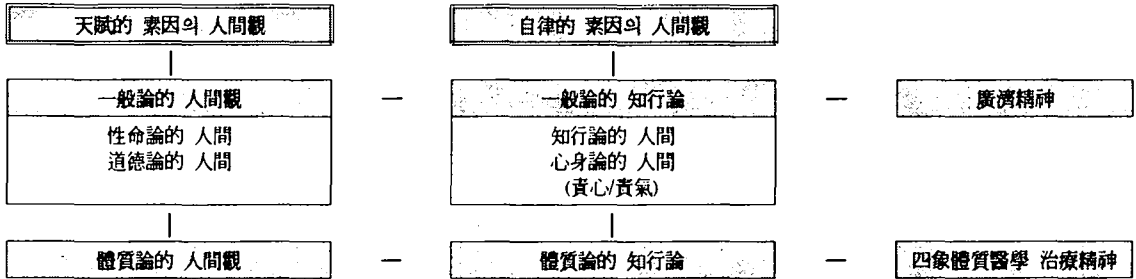 天賦的 素因의 人間觀
自律的 素因의 人間觀
一般論的 人間觀
一般論的 知行論
廣濟精神
性命論的 人間
道德論的 人間
知行論的 人間
心身論的 人間
(責心/責氣)
體質論的 人間觀
體質論的 知行論
四象體質醫學 治療精神